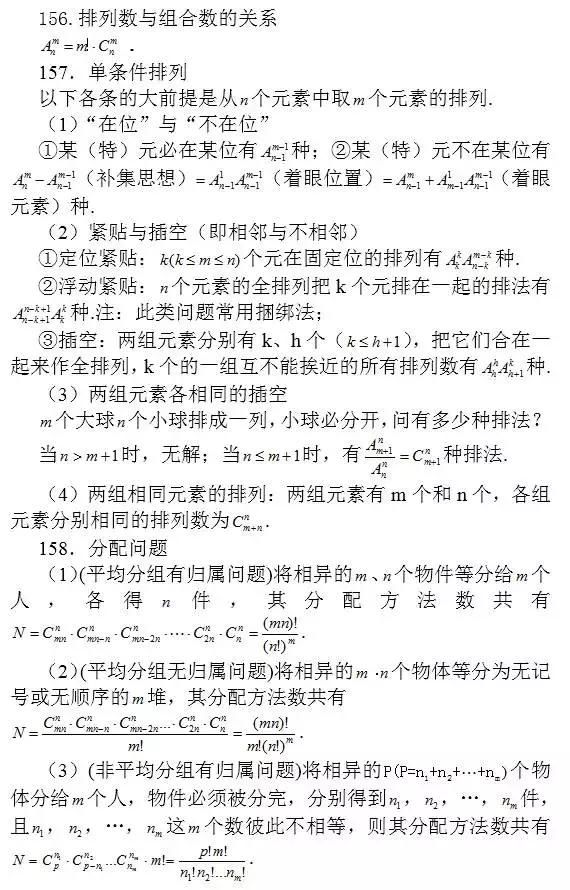 156.排列数与组合数的关系
$A_n^m = m! \cdot C_n^m$ .
157．单条件排列
以下各条的大前提是从$n$个元素中取$m$个元素的排列.
（1）“在位”与“不在位”
①某（特）元必在某位有$A_{n-1}^{m-1}$种；②某（特）元不在某位有
$A_n^m - A_{n-1}^{m-1}$（补集思想）$= A_{n-1}^1 A_{n-1}^{m-1}$（着眼位置）$= A_{n-1}^m + A_{m-1}^1 A_{n-1}^{m-1}$（着眼
元素）种.
（2）紧贴与插空（即相邻与不相邻）
①定位紧贴：$k(k \le m \le n)$个元在固定位的排列有$A_k^k A_{n-k}^{m-k}$种.
②浮动紧贴：$n$个元素的全排列把k个元排在一起的排法有
$A_{n-k+1}^{n-k+1} A_k^k$种.注：此类问题常用捆绑法；
③插空：两组元素分别有k、h个（$k \le h+1$），把它们合在一
起来作全排列，k个的一组互不能挨近的所有排列数有$A_h^h A_{h+1}^k$种.
（3）两组元素各相同的插空
$m$个大球$n$个小球排成一列，小球必分开，问有多少种排法？
当$n > m+1$时，无解；当$n \le m+1$时，有$\frac{A_{m+1}^n}{A_n^n} = C_{m+1}^n$种排法.
（4）两组相同元素的排列：两组元素有m个和n个，各组
元素分别相同的排列数为$C_{m+n}^n$.
158．分配问题
（1）(平均分组有归属问题)将相异的$m$、$n$个物件等分给$m$个
人，各得$n$件，其分配方法数共有
$N = C_{mn}^n \cdot C_{mn-n}^n \cdot C_{mn-2n}^n \cdots C_{2n}^n \cdot C_n^n = \frac{(mn)!}{(n!)^m}$.
（2）(平均分组无归属问题)将相异的$m \cdot n$个物体等分为无记
号或无顺序的$m$堆，其分配方法数共有
$N = \frac{C_{mn}^n \cdot C_{mn-n}^n \cdot C_{mn-2n}^n ... \cdot C_{2n}^n \cdot C_n^n}{m!} = \frac{(mn)!}{m!(n!)^m}$.
（3）(非平均分组有归属问题)将相异的$P(P=n_1+n_2+\cdots+n_m)$个物
体分给$m$个人，物件必须被分完，分别得到$n_1$，$n_2$，…，$n_m$件，
且$n_1$，$n_2$，…，$n_m$这$m$个数彼此不相等，则其分配方法数共有
$N = C_p^{n_1} \cdot C_{p-n_1}^{n_2} ... C_{n_m}^{n_m} \cdot m! = \frac{p!m!}{n_1!n_2!...n_m!}$.